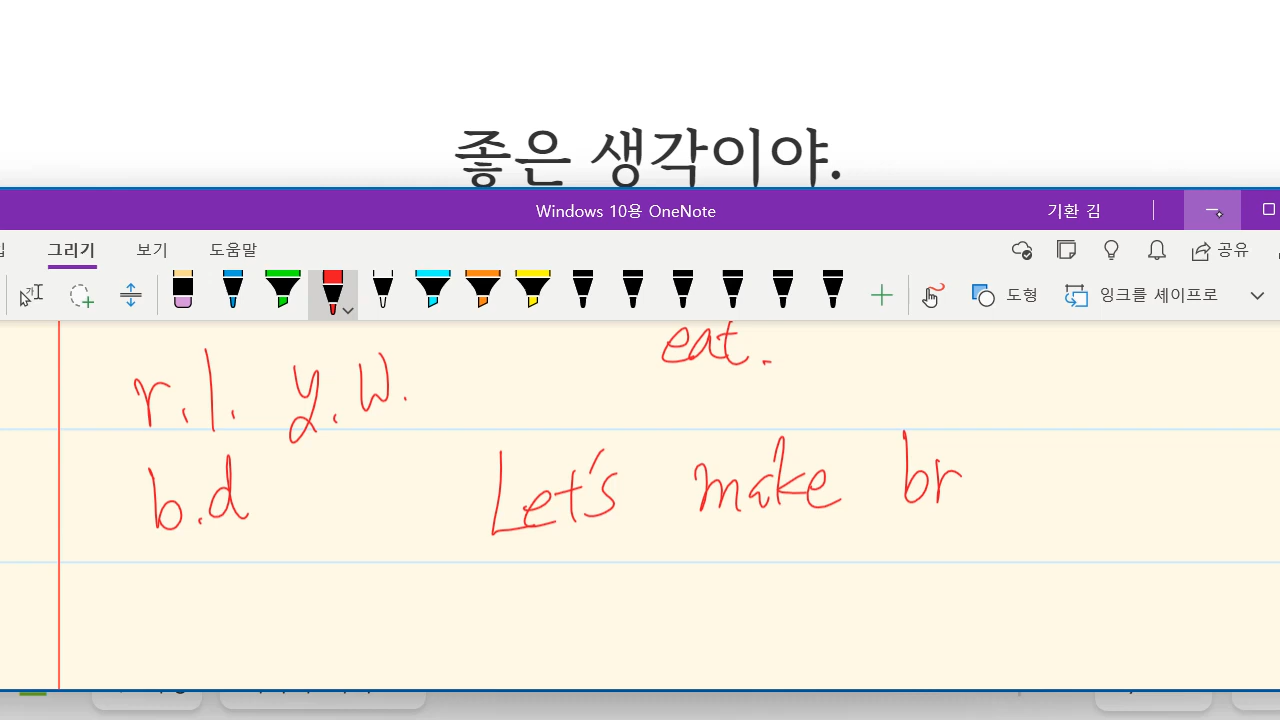 좋은 생각이야.
Windows 10용 OneNote 기환 김
그리기 보기 도움말 공유
도형 잉크를 셰이프로
eat.
r.l. y.w.
b.d Let's make br